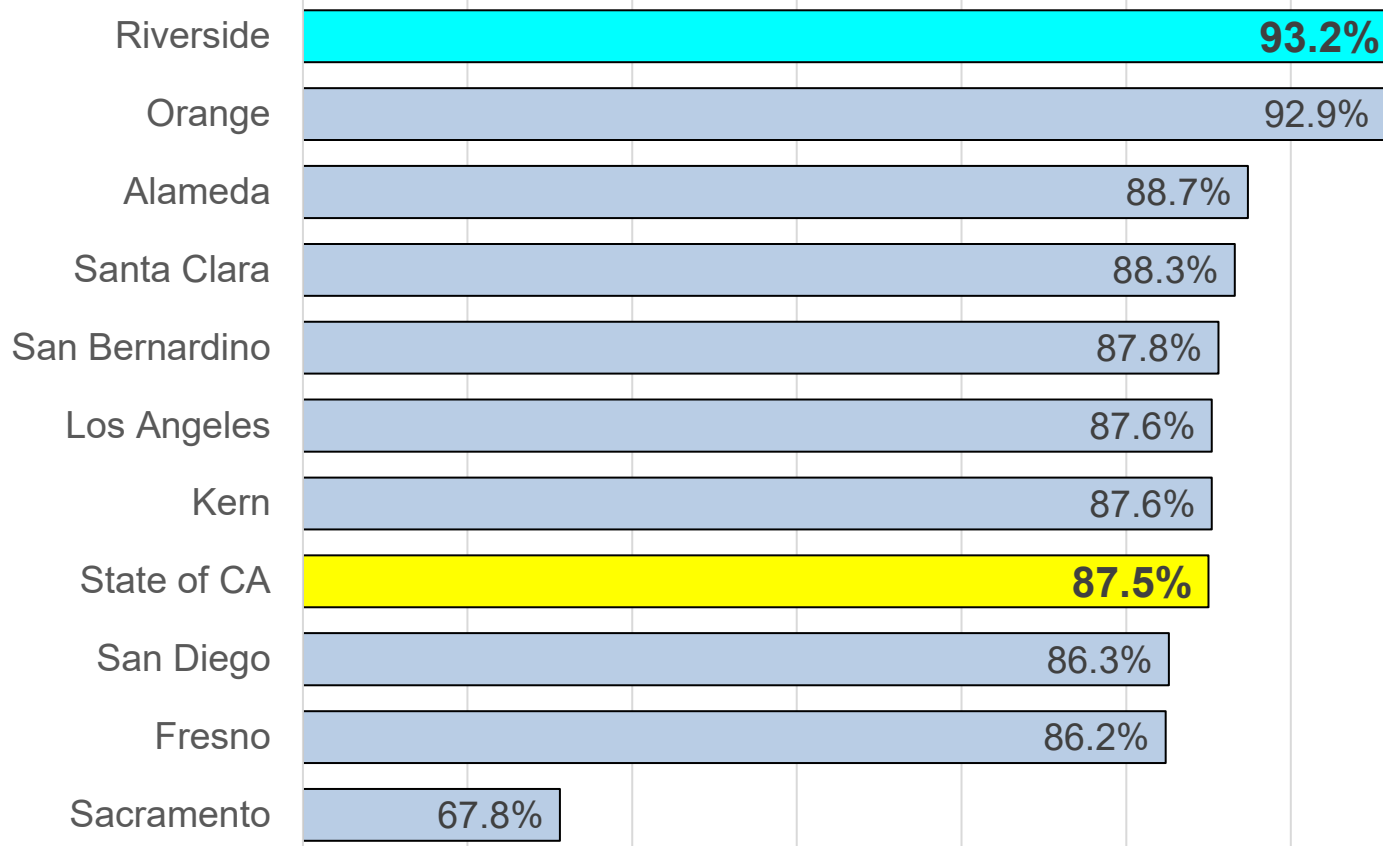 Riverside 93.2%
Orange 92.9%
Alameda 88.7%
Santa Clara 88.3%
San Bernardino 87.8%
Los Angeles 87.6%
Kern 87.6%
State of CA 87.5%
San Diego 86.3%
Fresno 86.2%
Sacramento 67.8%